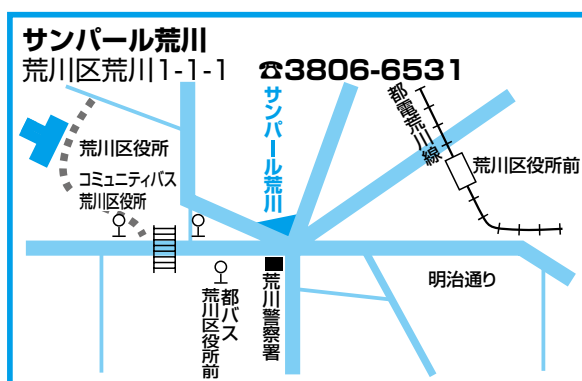 サンパール荒川
荒川区荒川1-1-1 ☎3806-6531
サンパール荒川
都電荒川線
荒川区役所
荒川区役所前
コミュニティバス
荒川区役所
明治通り
都バス
荒川区役所前
荒川警察署